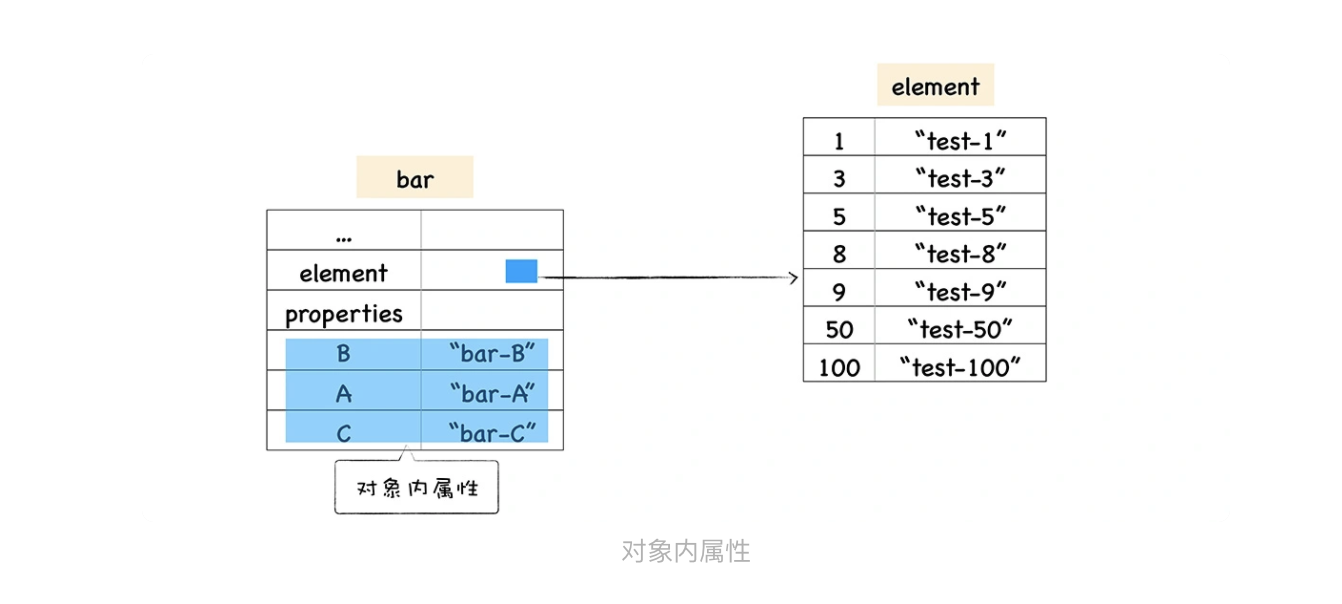 element
1 “test-1”
3 “test-3”
5 “test-5”
8 “test-8”
9 “test-9”
50 “test-50”
100 “test-100”
bar
...
element
properties
B “bar-B”
A “bar-A”
C “bar-C”
对象内属性
对象内属性